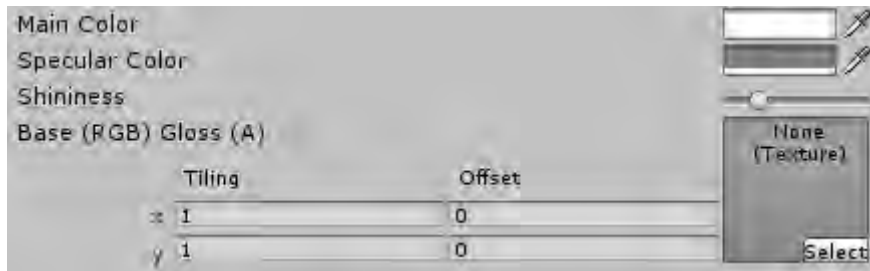 Main Color
Specular Color
Shininess
Base (RGB) Gloss (A)
None
(Texture)
Tiling Offset
x 1 0
y 1 0
Select